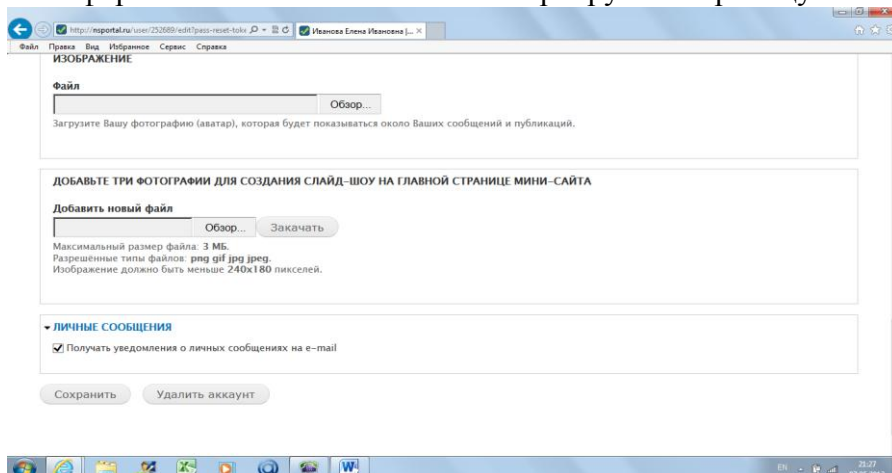 http://nsportal.ru/user/252689/edit?pass-reset-toke
Иванова Елена Ивановна |...
Файл Правка Вид Избранное Сервис Справка
ИЗОБРАЖЕНИЕ
Файл
Обзор...
Загрузите Вашу фотографию (аватар), которая будет показываться около Ваших сообщений и публикаций.
ДОБАВЬТЕ ТРИ ФОТОГРАФИИ ДЛЯ СОЗДАНИЯ СЛАЙД-ШОУ НА ГЛАВНОЙ СТРАНИЦЕ МИНИ-САЙТА
Добавить новый файл
Обзор... Закачать
Максимальный размер файла: 3 МБ.
Разрешённые типы файлов: png gif jpg jpeg.
Изображение должно быть меньше 240x180 пикселей.
ЛИЧНЫЕ СООБЩЕНИЯ
Получать уведомления о личных сообщениях на e-mail
Сохранить Удалить аккаунт
EN 21:27